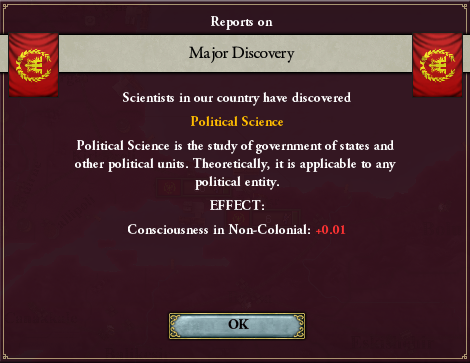 Reports on
Major Discovery
Scientists in our country have discovered
Political Science
Political Science is the study of government of states and
other political units. Theoretically, it is applicable to any
political entity.
EFFECT:
Consciousness in Non-Colonial: +0.01
OK